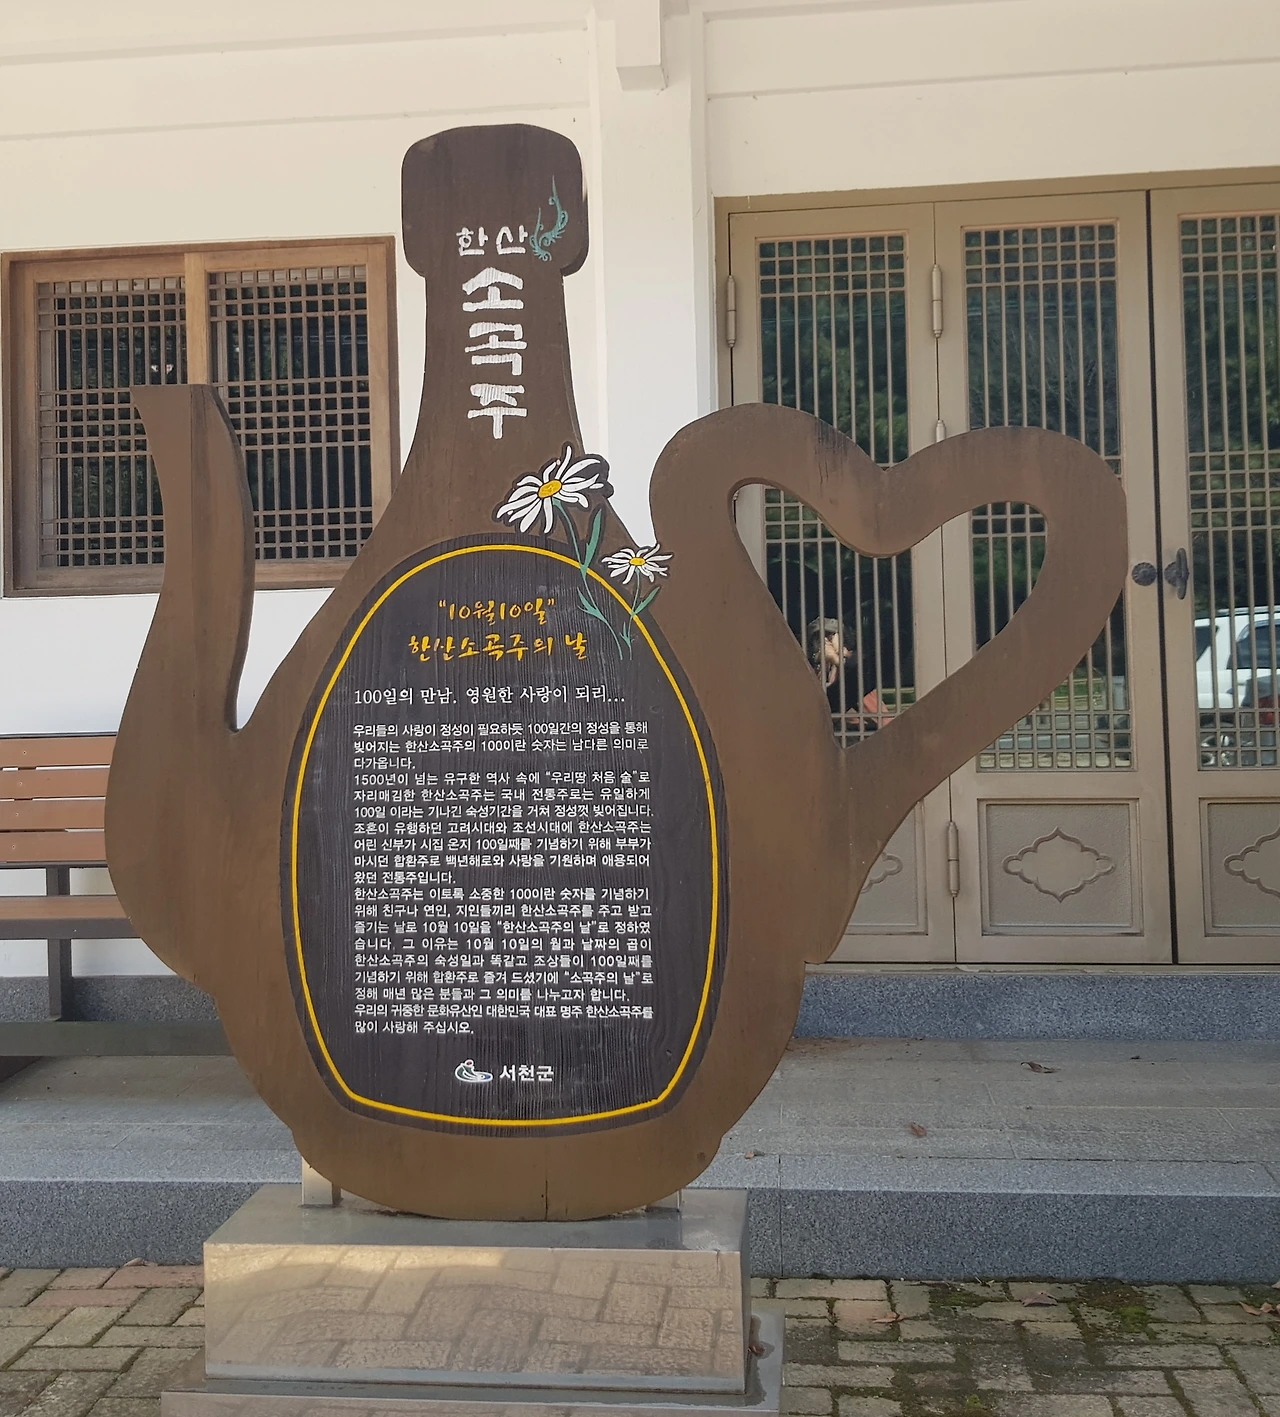 한산
소
곡
주
"10월10일"
한산소곡주의 날
100일의 만남. 영원한 사랑이 되리...
우리들의 사랑이 정성이 필요하듯 100일간의 정성을 통해
빚어지는 한산소곡주의 100이란 숫자는 남다른 의미로
다가옵니다.
1500년이 넘는 유구한 역사 속에 "우리땅 처음 술"로
자리매김한 한산소곡주는 국내 전통주로는 유일하게
100일 이라는 기나긴 숙성기간을 거쳐 정성껏 빚어집니다.
조혼이 유행하던 고려시대와 조선시대에 한산소곡주는
어린 신부가 시집 온지 100일째를 기념하기 위해 부부가
마시던 합환주로 백년해로와 사랑을 기원하며 애용되어
왔던 전통주입니다.
한산소곡주는 이토록 소중한 100이란 숫자를 기념하기
위해 친구나 연인, 지인들끼리 한산소곡주를 주고 받고
즐기는 날로 10월 10일을 "한산소곡주의 날"로 정하였
습니다. 그 이유는 10월 10일의 월과 날짜의 곱이
한산소곡주의 숙성일과 똑같고 조상들이 100일째를
기념하기 위해 합환주로 즐겨 드셨기에 "소곡주의 날"로
정해 매년 많은 분들과 그 의미를 나누고자 합니다.
우리의 귀중한 문화유산인 대한민국 대표 명주 한산소곡주를
많이 사랑해 주십시오.
서천군